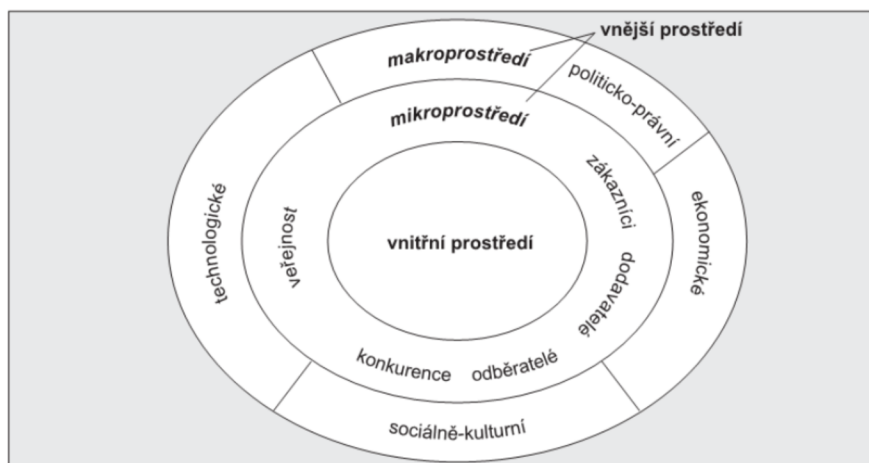 vnější prostředí
makroprostředí
politicko-právní
mikroprostředí
zákazníci
ekonomické
technologické
veřejnost
vnitřní prostředí
dodavatelé
konkurence
odběratelé
sociálně-kulturní